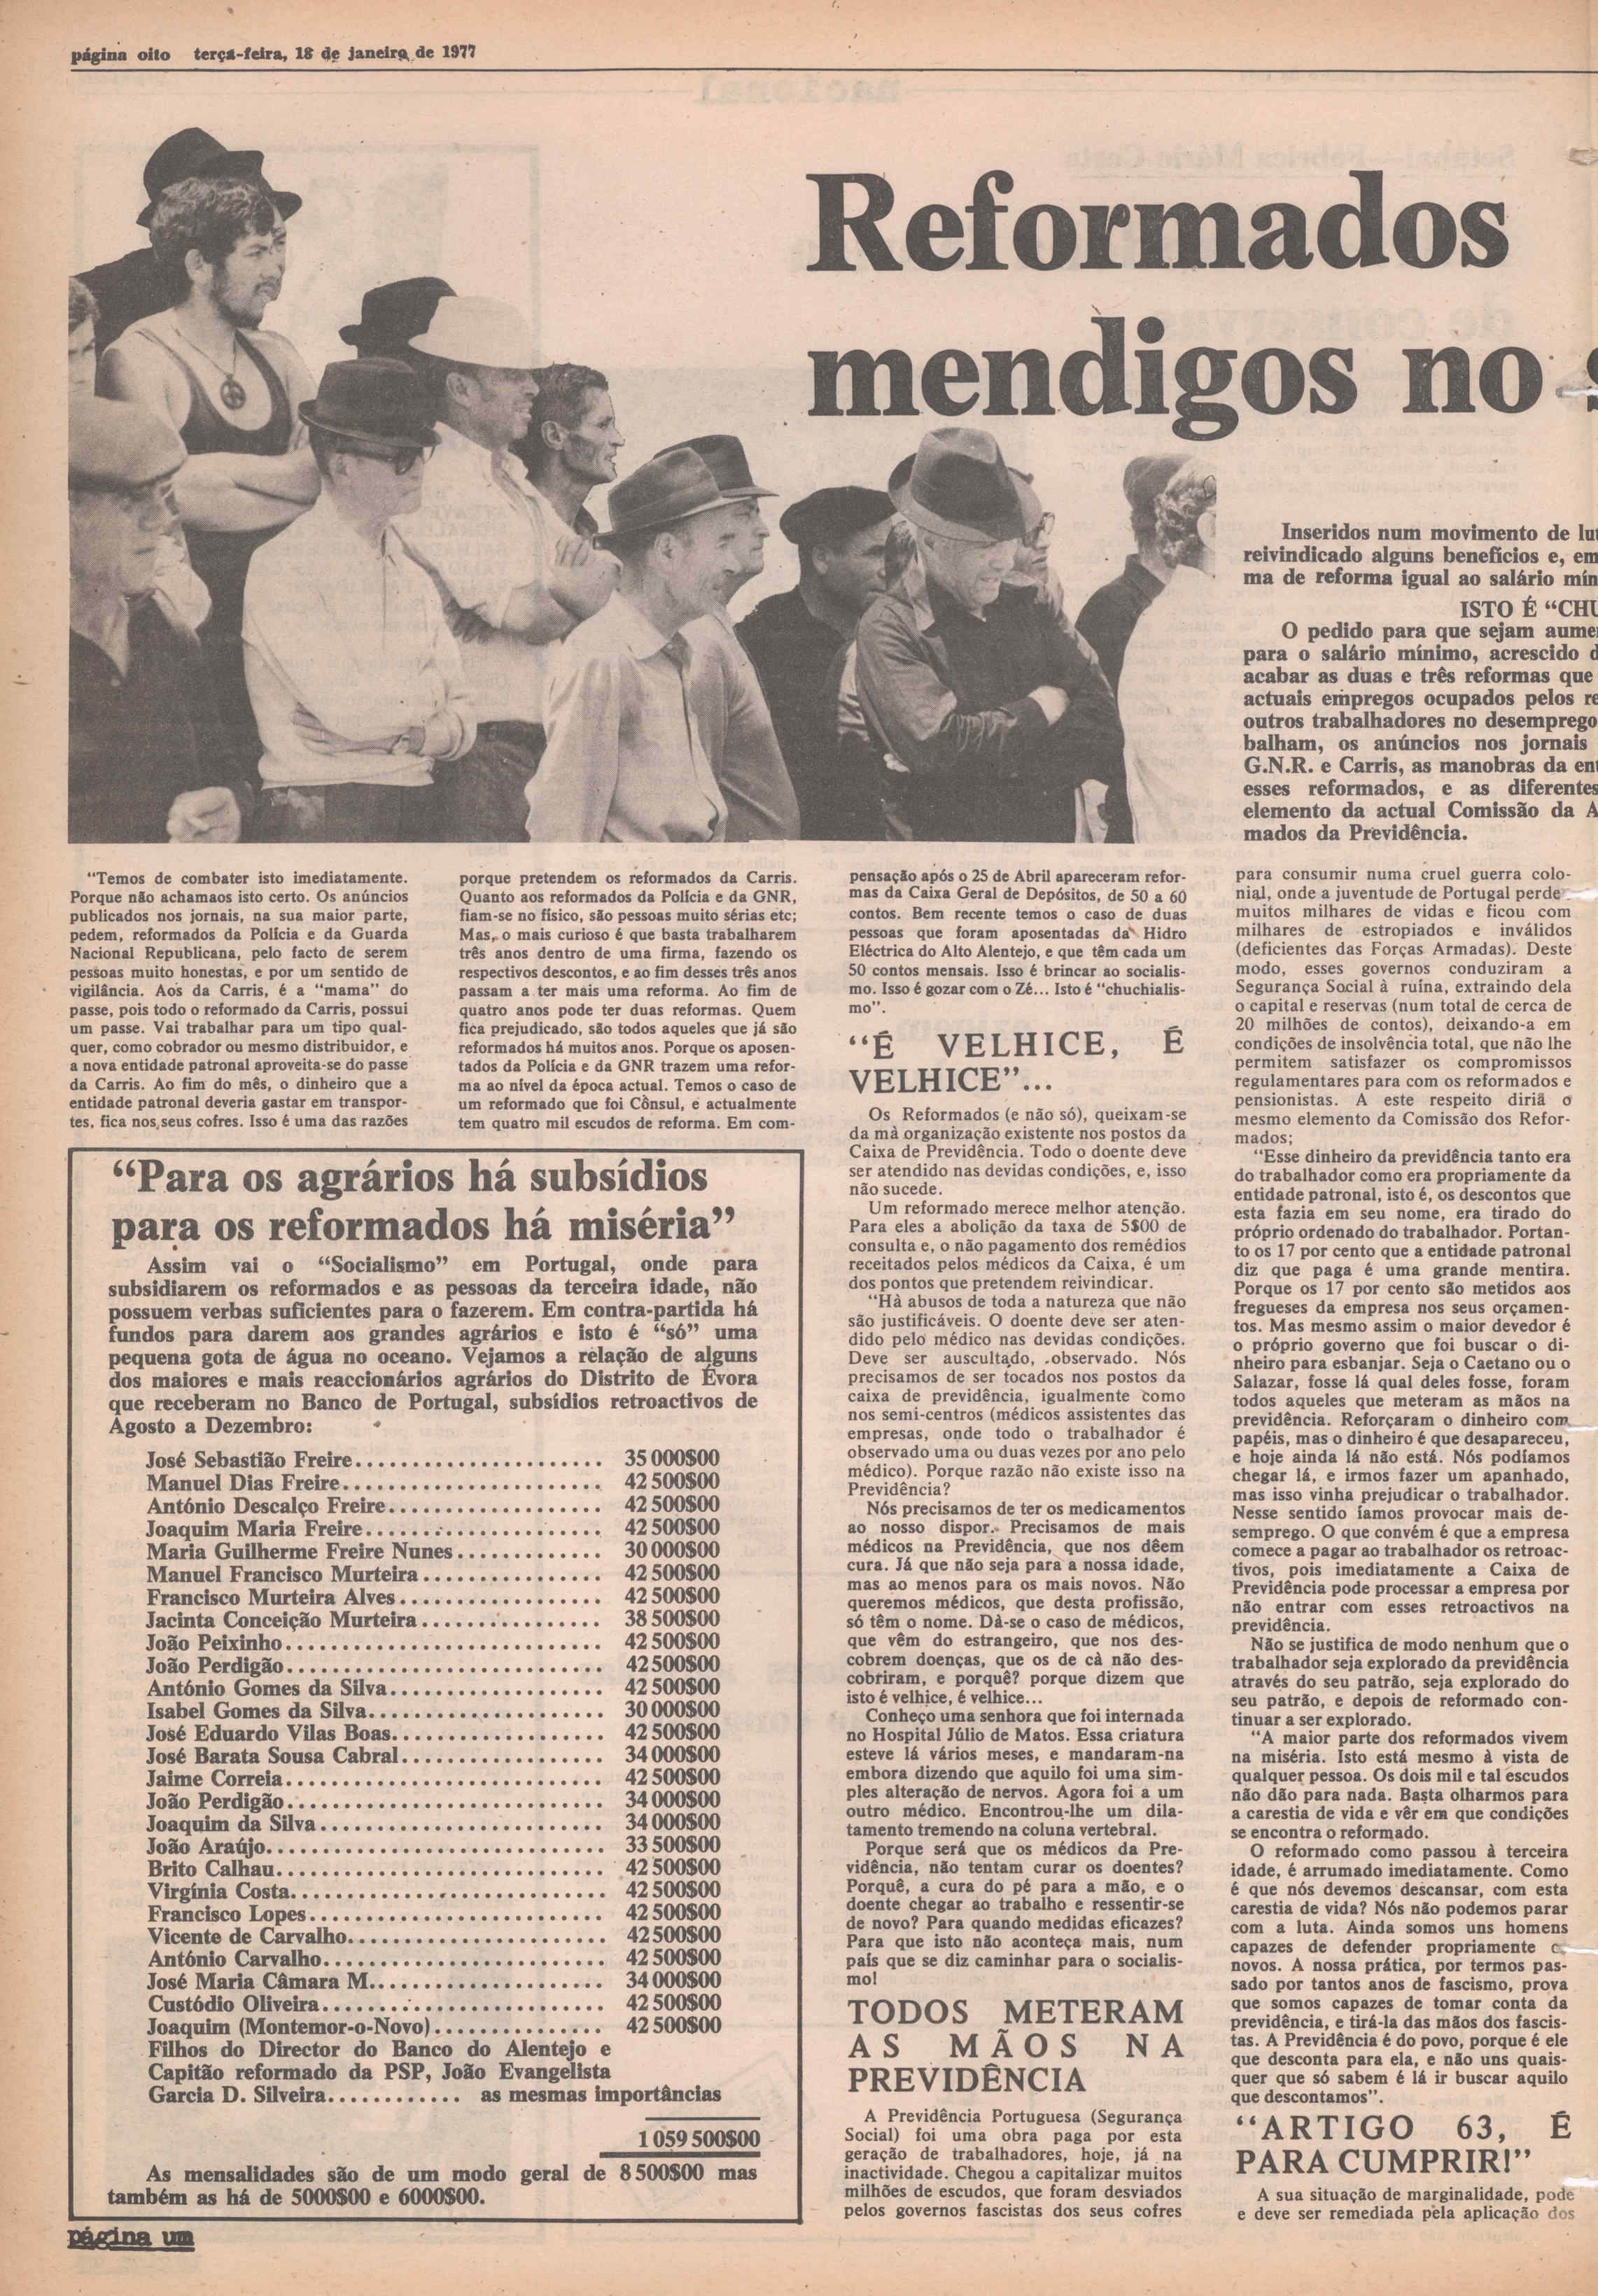 página oito terça-feira, 18 de janeiro de 1977
Reformados
mendigos no
Inseridos num movimento de lu
reivindicado alguns benefícios e, em
ma de reforma igual ao salário mín
ISTO É “CHU
O pedido para que sejam aume
para o salário mínimo, acrescido d
acabar as duas e três reformas que
actuais empregos ocupados pelos re
outros trabalhadores no desemprego
balham, os anúncios nos jornais
G.N.R. e Carris, as manobras da en
esses reformados, e as diferentes
elemento da actual Comissão da A
mados da Previdência.
“Temos de combater isto imediatamente.
Porque não achamaos isto certo. Os anúncios
publicados nos jornais, na sua maior parte,
pedem, reformados da Polícia e da Guarda
Nacional Republicana, pelo facto de serem
pessoas muito honestas, e por um sentido de
vigilância. Aos da Carris, é a “mama” do
passe, pois todo o reformado da Carris, possui
um passe. Vai trabalhar para um tipo qual-
quer, como cobrador ou mesmo distribuidor, e
a nova entidade patronal aproveita-se do passe
da Carris. Ao fim do mês, o dinheiro que a
entidade patronal deveria gastar em transpor-
tes, fica nos seus cofres. Isso é uma das razões
porque pretendem os reformados da Carris.
Quanto aos reformados da Polícia e da GNR,
fiam-se no físico, são pessoas muito sérias etc;
Mas, o mais curioso é que basta trabalharem
três anos dentro de uma firma, fazendo os
respectivos descontos, e ao fim desses três anos
passam a ter mais uma reforma. Ao fim de
quatro anos pode ter duas reformas. Quem
fica prejudicado, são todos aqueles que já são
reformados há muitos anos. Porque os aposen-
tados da Polícia e da GNR trazem uma refor-
ma ao nível da época actual. Temos o caso de
um reformado que foi Cônsul, e actualmente
tem quatro mil escudos de reforma. Em com-
pensação após o 25 de Abril apareceram refor-
mas da Caixa Geral de Depósitos, de 50 a 60
contos. Bem recente temos o caso de duas
pessoas que foram aposentadas da Hidro
Eléctrica do Alto Alentejo, e que têm cada um
50 contos mensais. Isso é brincar ao socialis-
mo. Isso é gozar com o Zé... Isto é “chuchialis-
mo”.
“É VELHICE, É
VELHICE”...
Os Reformados (e não só), queixam-se
da mà organização existente nos postos da
Caixa de Previdência. Todo o doente deve
ser atendido nas devidas condições, e, isso
não sucede.
Um reformado merece melhor atenção.
Para eles a abolição da taxa de 5$00 de
consulta e, o não pagamento dos remédios
receitados pelos médicos da Caixa, é um
dos pontos que pretendem reivindicar.
“Hà abusos de toda a natureza que não
são justificáveis. O doente deve ser aten-
dido pelo médico nas devidas condições.
Deve ser auscultado, observado. Nós
precisamos de ser tocados nos postos da
caixa de previdência, igualmente como
nos semi-centros (médicos assistentes das
empresas, onde todo o trabalhador é
observado uma ou duas vezes por ano pelo
médico). Porque razão não existe isso na
Previdência?
Nós precisamos de ter os medicamentos
ao nosso dispor. Precisamos de mais
médicos na Previdência, que nos dêem
cura. Já que não seja para a nossa idade,
mas ao menos para os mais novos. Não
queremos médicos, que desta profissão,
só têm o nome. Dà-se o caso de médicos,
que vêm do estrangeiro, que nos des-
cobrem doenças, que os de cà não des-
cobriram, e porquê? porque dizem que
isto é velhice, é velhice...
Conheço uma senhora que foi internada
no Hospital Júlio de Matos. Essa criatura
esteve lá vários meses, e mandaram-na
embora dizendo que aquilo foi uma sim-
ples alteração de nervos. Agora foi a um
outro médico. Encontrou-lhe um dila-
tamento tremendo na coluna vertebral.
Porque será que os médicos da Pre-
vidência, não tentam curar os doentes?
Porquê, a cura do pé para a mão, e o
doente chegar ao trabalho e ressentir-se
de novo? Para quando medidas eficazes?
Para que isto não aconteça mais, num
país que se diz caminhar para o socialis-
mo!
TODOS METERAM
AS MÃOS NA
PREVIDÊNCIA
A Previdência Portuguesa (Segurança
Social) foi uma obra paga por esta
geração de trabalhadores, hoje, já na
inactividade. Chegou a capitalizar muitos
milhões de escudos, que foram desviados
pelos governos fascistas dos seus cofres
para consumir numa cruel guerra colo-
nial, onde a juventude de Portugal perde
muitos milhares de vidas e ficou com
milhares de estropiados e inválidos
(deficientes das Forças Armadas). Deste
modo, esses governos conduziram a
Segurança Social à ruína, extraindo dela
o capital e reservas (num total de cerca de
20 milhões de contos), deixando-a em
condições de insolvência total, que não lhe
permitem satisfazer os compromissos
regulamentares para com os reformados e
pensionistas. A este respeito diriã o
mesmo elemento da Comissão dos Refor-
mados;
“Esse dinheiro da previdência tanto era
do trabalhador como era propriamente da
entidade patronal, isto é, os descontos que
esta fazia em seu nome, era tirado do
próprio ordenado do trabalhador. Portan-
to os 17 por cento que a entidade patronal
diz que paga é uma grande mentira.
Porque os 17 por cento são metidos aos
fregueses da empresa nos seus orçamen-
tos. Mas mesmo assim o maior devedor é
o próprio governo que foi buscar o di-
nheiro para esbanjar. Seja o Caetano ou o
Salazar, fosse lá qual deles fosse, foram
todos aqueles que meteram as mãos na
previdência. Reforçaram o dinheiro com
papéis, mas o dinheiro é que desapareceu,
e hoje ainda lá não está. Nós podíamos
chegar lá, e irmos fazer um apanhado,
mas isso vinha prejudicar o trabalhador.
Nesse sentido íamos provocar mais de-
semprego. O que convém é que a empresa
comece a pagar ao trabalhador os retroac-
tivos, pois imediatamente a Caixa de
Previdência pode processar a empresa por
não entrar com esses retroactivos na
previdência.
Não se justifica de modo nenhum que o
trabalhador seja explorado da previdência
através do seu patrão, seja explorado do
seu patrão, e depois de reformado con-
tinuar a ser explorado.
“A maior parte dos reformados vivem
na miséria. Isto está mesmo à vista de
qualquer pessoa. Os dois mil e tal escudos
não dão para nada. Basta olharmos para
a carestia de vida e vêr em que condições
se encontra o reformado.
O reformado como passou à terceira
idade, é arrumado imediatamente. Como
é que nós devemos descansar, com esta
carestia de vida? Nós não podemos parar
com a luta. Ainda somos uns homens
capazes de defender propriamente
novos. A nossa prática, por termos pas-
sado por tantos anos de fascismo, prova
que somos capazes de tomar conta da
previdência, e tirá-la das mãos dos fascis-
tas. A Previdência é do povo, porque é ele
que desconta para ela, e não uns quais-
quer que só sabem é lá ir buscar aquilo
que descontamos”.
“ARTIGO 63, É
PARA CUMPRIR!”
A sua situação de marginalidade, pode
e deve ser remediada pela aplicação dos
“Para os agrários há subsídios
para os reformados há miséria”
Assim vai o “Socialismo” em Portugal, onde para
subsidiarem os reformados e as pessoas da terceira idade, não
possuem verbas suficientes para o fazerem. Em contra-partida há
fundos para darem aos grandes agrários e isto é “só” uma
pequena gota de água no oceano. Vejamos a relação de alguns
dos maiores e mais reaccionários agrários do Distrito de Évora
que receberam no Banco de Portugal, subsídios retroactivos de
Agosto a Dezembro:
José Sebastião Freire...................... 35 000$00
Manuel Dias Freire........................ 42 500$00
António Descalço Freire................... 42 500$00
Joaquim Maria Freire..................... 42 500$00
Maria Guilherme Freire Nunes............. 30 000$00
Manuel Francisco Murteira................ 42 500$00
Francisco Murteira Alves.................. 42 500$00
Jacinta Conceição Murteira................ 38 500$00
João Peixinho............................ 42 500$00
João Perdigão............................ 42 500$00
António Gomes da Silva................... 42 500$00
Isabel Gomes da Silva..................... 30 000$00
José Eduardo Vilas Boas................... 42 500$00
José Barata Sousa Cabral.................. 34 000$00
Jaime Correia............................ 42 500$00
João Perdigão............................ 34 000$00
Joaquim da Silva......................... 34 000$00
João Araújo.............................. 33 500$00
Brito Calhau............................. 42 500$00
Virgínia Costa............................ 42 500$00
Francisco Lopes.......................... 42 500$00
Vicente de Carvalho....................... 42 500$00
António Carvalho......................... 42 500$00
José Maria Câmara M..................... 34 000$00
Custódio Oliveira......................... 42 500$00
Joaquim (Montemor-o-Novo)............... 42 500$00
Filhos do Director do Banco do Alentejo e
Capitão reformado da PSP, João Evangelista
Garcia D. Silveira............ as mesmas importâncias
1 059 500$00
As mensalidades são de um modo geral de 8 500$00 mas
também as há de 5000$00 e 6000$00.
página um